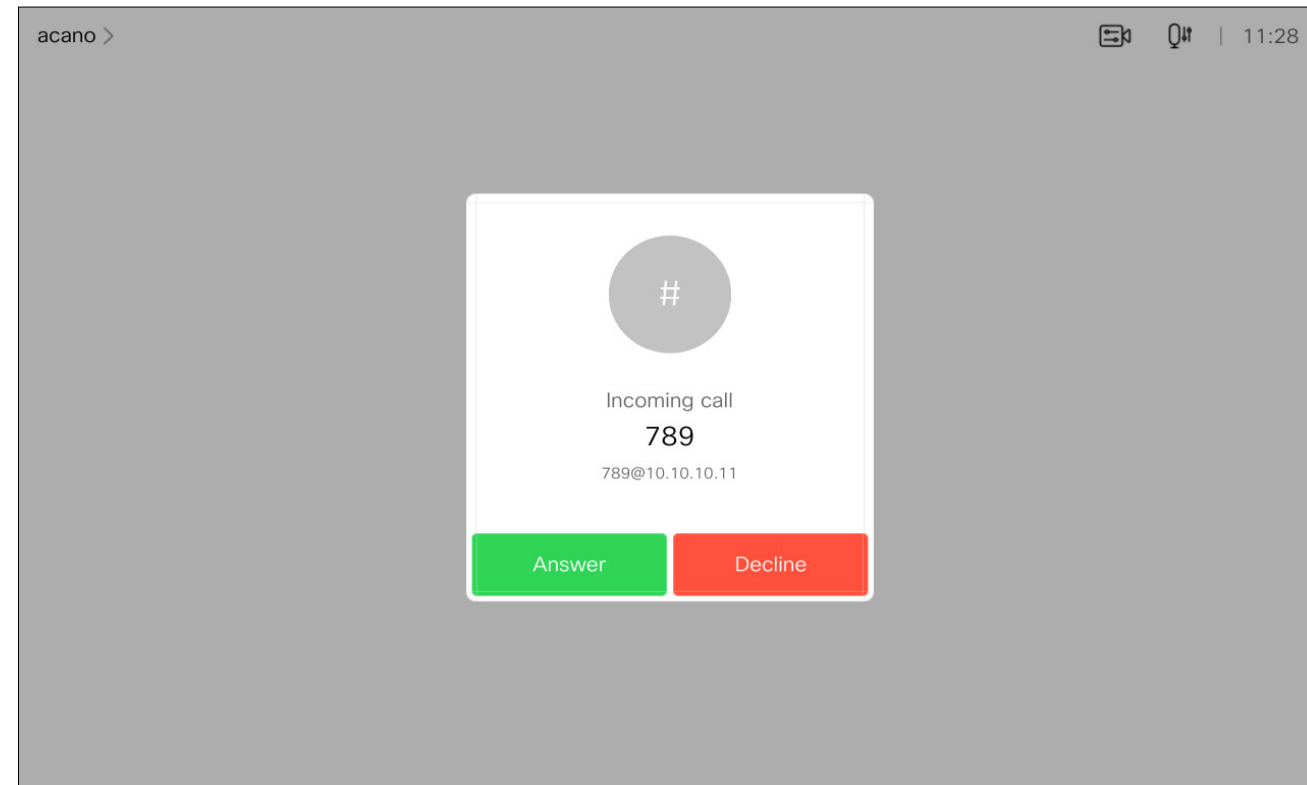 acano >
| 11:28
#
Incoming call
789
789@10.10.10.11
Answer
Decline